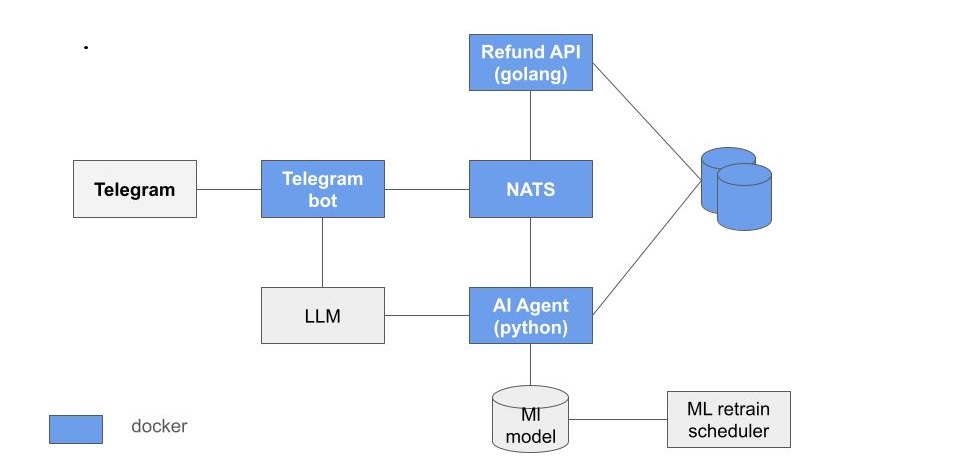 Refund API
(golang)
Telegram
Telegram
bot
NATS
LLM
AI Agent
(python)
Ml
model
ML retrain
scheduler
docker